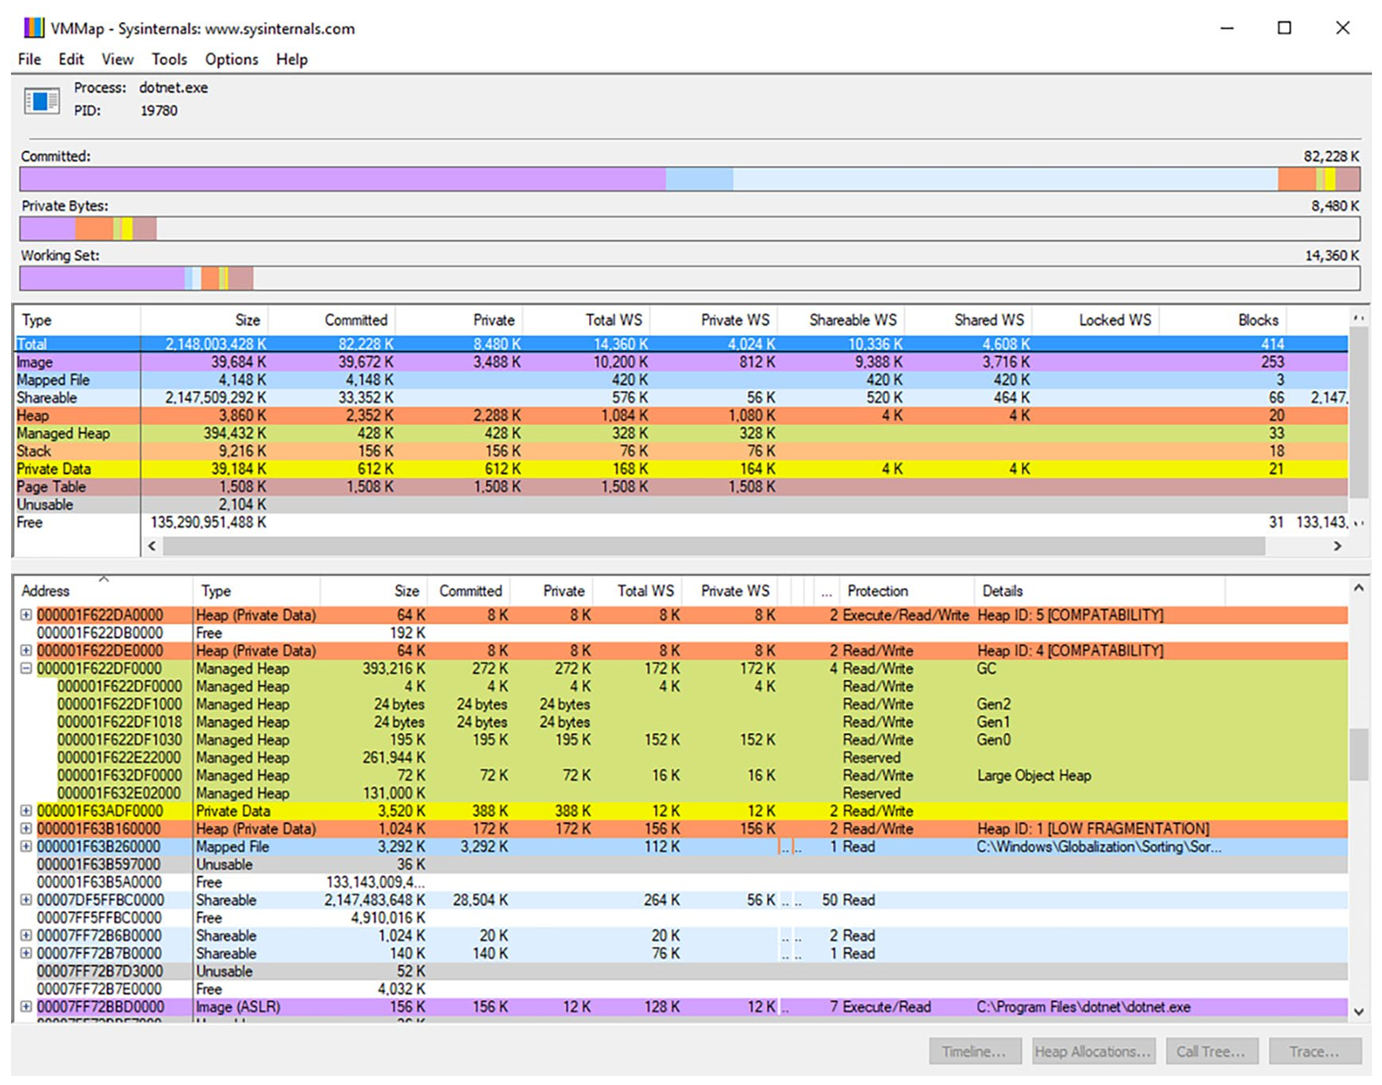 VMMap - Sysinternals: www.sysinternals.com
File Edit View Tools Options Help
Process: dotnet.exe
PID: 19780
Committed: 82,228 K
Private Bytes: 8,480 K
Working Set: 14,360 K
Type Size Committed Private Total WS Private WS Shareable WS Shared WS Locked WS Blocks
Total 2,148,003,428 K 82,228 K 8,480 K 14,360 K 4,024 K 10,336 K 4,608 K 414
Image 39,684 K 39,672 K 3,488 K 10,200 K 812 K 9,388 K 3,716 K 253
Mapped File 4,148 K 4,148 K 420 K 420 K 420 K 3
Shareable 2,147,509,292 K 33,352 K 576 K 56 K 520 K 464 K 66 2,147,
Heap 3,860 K 2,352 K 2,288 K 1,084 K 1,080 K 4 K 4 K 20
Managed Heap 394,432 K 428 K 428 K 328 K 328 K 33
Stack 9,216 K 156 K 156 K 76 K 76 K 18
Private Data 39,184 K 612 K 612 K 168 K 164 K 4 K 4 K 21
Page Table 1,508 K 1,508 K 1,508 K 1,508 K 1,508 K
Unusable 2,104 K
Free 135,290,951,488 K 31 133,143,
Address Type Size Committed Private Total WS Private WS ... Protection Details
000001F622DA0000 Heap (Private Data) 64 K 8 K 8 K 8 K 8 K 2 Execute/Read/Write Heap ID: 5 [COMPATABILITY]
000001F622DB0000 Free 192 K
000001F622DE0000 Heap (Private Data) 64 K 8 K 8 K 8 K 8 K 2 Read/Write Heap ID: 4 [COMPATABILITY]
000001F622DF0000 Managed Heap 393,216 K 272 K 272 K 172 K 172 K 4 Read/Write GC
000001F622DF0000 Managed Heap 4 K 4 K 4 K 4 K 4 K Read/Write
000001F622DF1000 Managed Heap 24 bytes 24 bytes 24 bytes Read/Write Gen2
000001F622DF1018 Managed Heap 24 bytes 24 bytes 24 bytes Read/Write Gen1
000001F622DF1030 Managed Heap 195 K 195 K 195 K 152 K 152 K Read/Write Gen0
000001F622E22000 Managed Heap 261,944 K Reserved
000001F632DF0000 Managed Heap 72 K 72 K 72 K 16 K 16 K Read/Write Large Object Heap
000001F632E02000 Managed Heap 131,000 K Reserved
000001F63ADF0000 Private Data 3,520 K 388 K 388 K 12 K 12 K 2 Read/Write
000001F63B160000 Heap (Private Data) 1,024 K 172 K 172 K 156 K 156 K 2 Read/Write Heap ID: 1 [LOW FRAGMENTATION]
000001F63B260000 Mapped File 3,292 K 3,292 K 112 K .. .. 1 Read C:\Windows\Globalization\Sorting\Sor...
000001F63B597000 Unusable 36 K
000001F63B5A0000 Free 133,143,009,4...
00007DF5FFBC0000 Shareable 2,147,483,648 K 28,504 K 264 K 56 K .. .. 50 Read
00007FF5FFBC0000 Free 4,910,016 K
00007FF72B6B0000 Shareable 1,024 K 20 K 20 K .. .. 2 Read
00007FF72B7B0000 Shareable 140 K 140 K 76 K .. .. 1 Read
00007FF72B7D3000 Unusable 52 K
00007FF72B7E0000 Free 4,032 K
00007FF72BBD0000 Image (ASLR) 156 K 156 K 12 K 128 K 12 K .. 7 Execute/Read C:\Program Files\dotnet\dotnet.exe
Timeline... Heap Allocations... Call Tree... Trace...